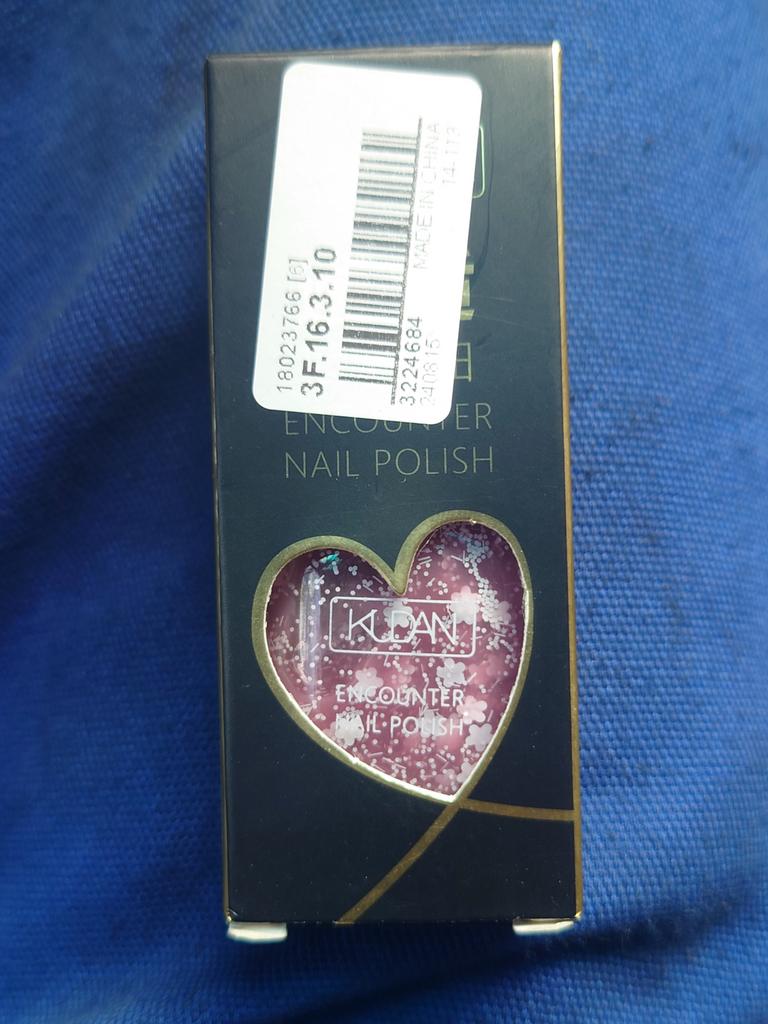 18023766 [6]
3F.16.3.10
3224684
240815
MADE IN CHINA
14-113
ENCOUNTER
NAIL POLISH
KUDAN
ENCOUNTER
NAIL POLISH